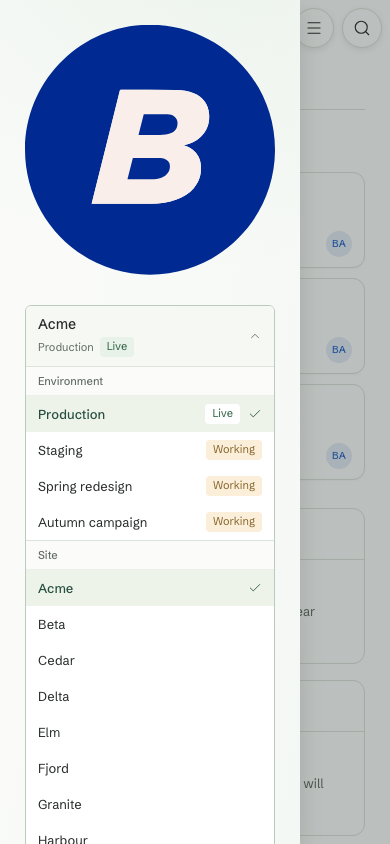 B
Acme
Production Live
Environment
Production Live
Staging Working
Spring redesign Working
Autumn campaign Working
Site
Acme
Beta
Cedar
Delta
Elm
Fjord
Granite
Harbour
BA
BA
BA
will